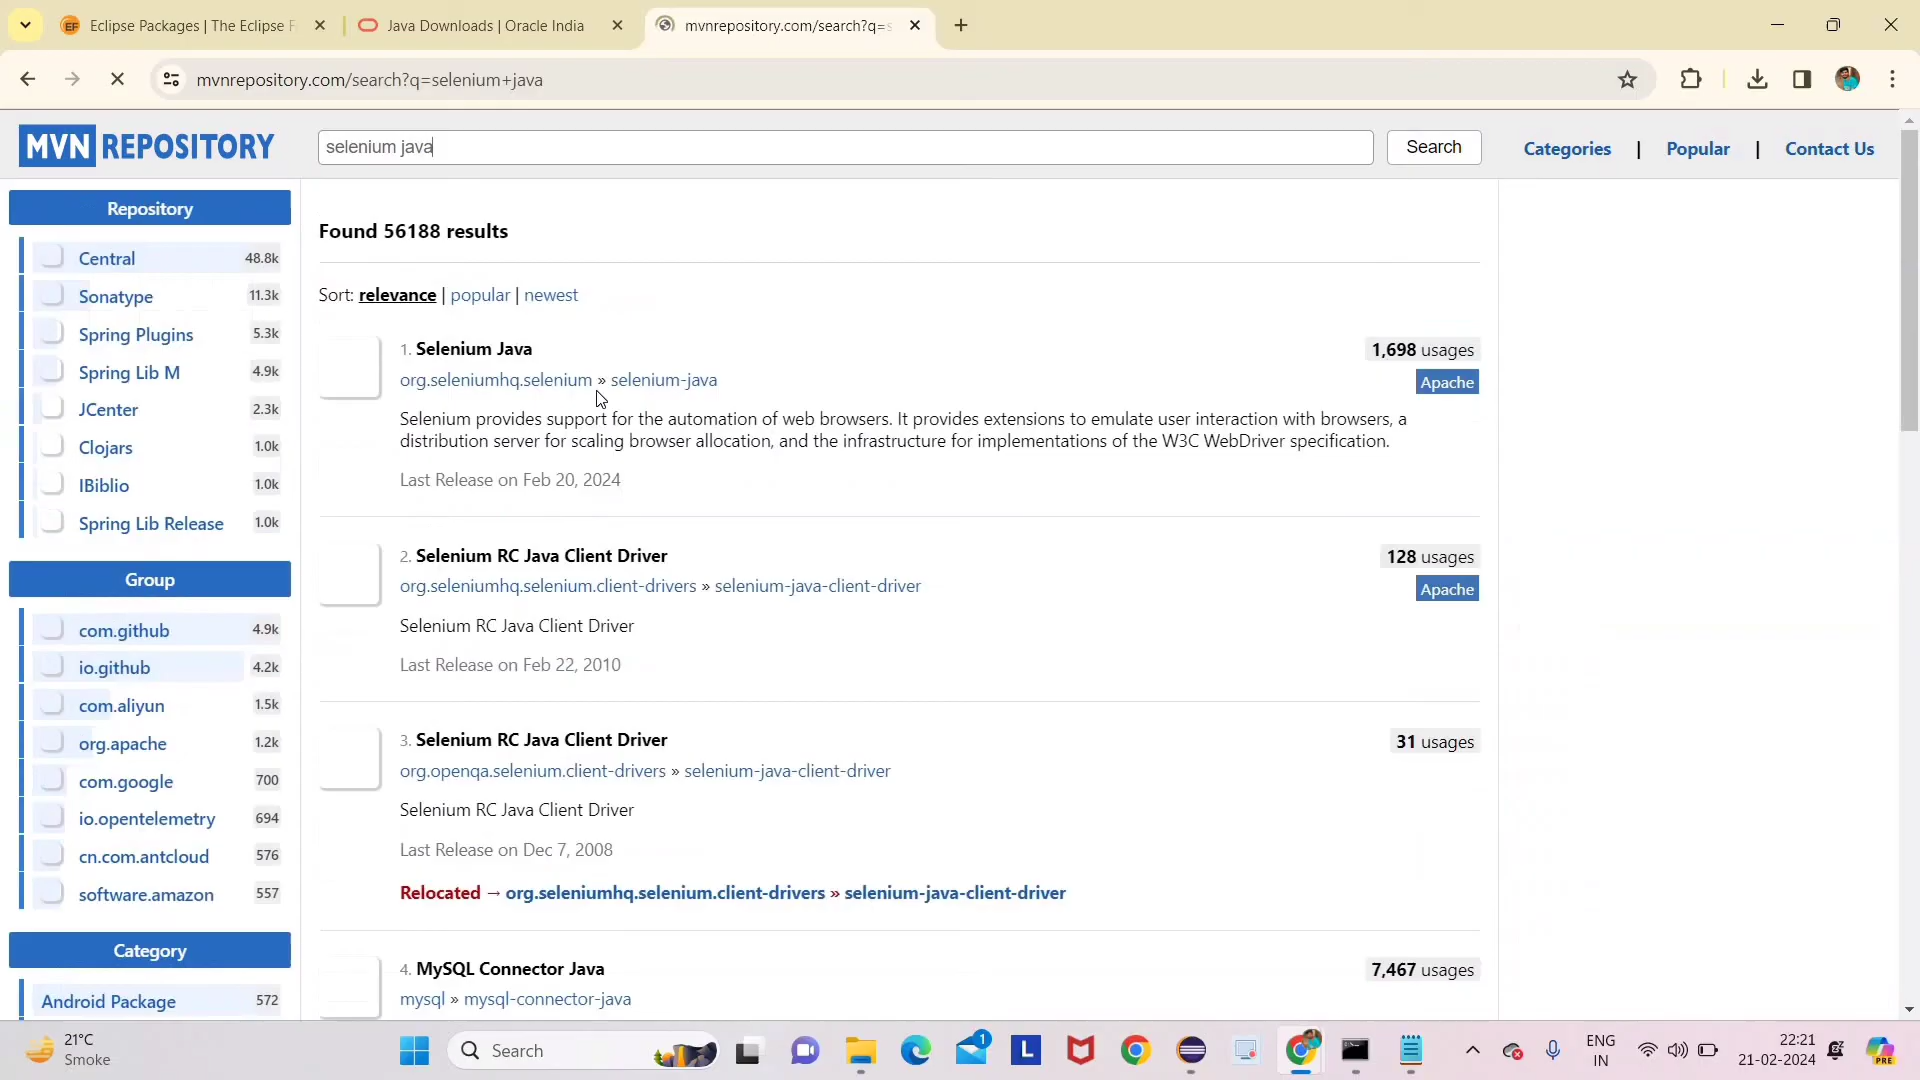 Eclipse Packages | The Eclipse F
Java Downloads | Oracle India
mvnrepository.com/search?q=s
mvnrepository.com/search?q=selenium+java
MVN REPOSITORY
selenium java
Search
Categories | Popular | Contact Us
Repository
Central 48.8k
Sonatype 11.3k
Spring Plugins 5.3k
Spring Lib M 4.9k
JCenter 2.3k
Clojars 1.0k
IBiblio 1.0k
Spring Lib Release 1.0k
Group
com.github 4.9k
io.github 4.2k
com.aliyun 1.5k
org.apache 1.2k
com.google 700
io.opentelemetry 694
cn.com.antcloud 576
software.amazon 557
Category
Android Package 572
Found 56188 results
Sort: relevance | popular | newest
1. Selenium Java
1,698 usages
org.seleniumhq.selenium » selenium-java
Apache
Selenium provides support for the automation of web browsers. It provides extensions to emulate user interaction with browsers, a
distribution server for scaling browser allocation, and the infrastructure for implementations of the W3C WebDriver specification.
Last Release on Feb 20, 2024
2. Selenium RC Java Client Driver
128 usages
org.seleniumhq.selenium.client-drivers » selenium-java-client-driver
Apache
Selenium RC Java Client Driver
Last Release on Feb 22, 2010
3. Selenium RC Java Client Driver
31 usages
org.openqa.selenium.client-drivers » selenium-java-client-driver
Selenium RC Java Client Driver
Last Release on Dec 7, 2008
Relocated → org.seleniumhq.selenium.client-drivers » selenium-java-client-driver
4. MySQL Connector Java
7,467 usages
mysql » mysql-connector-java
21°C
Smoke
Search
1
L
ENG
IN
22:21
21-02-2024
PRE